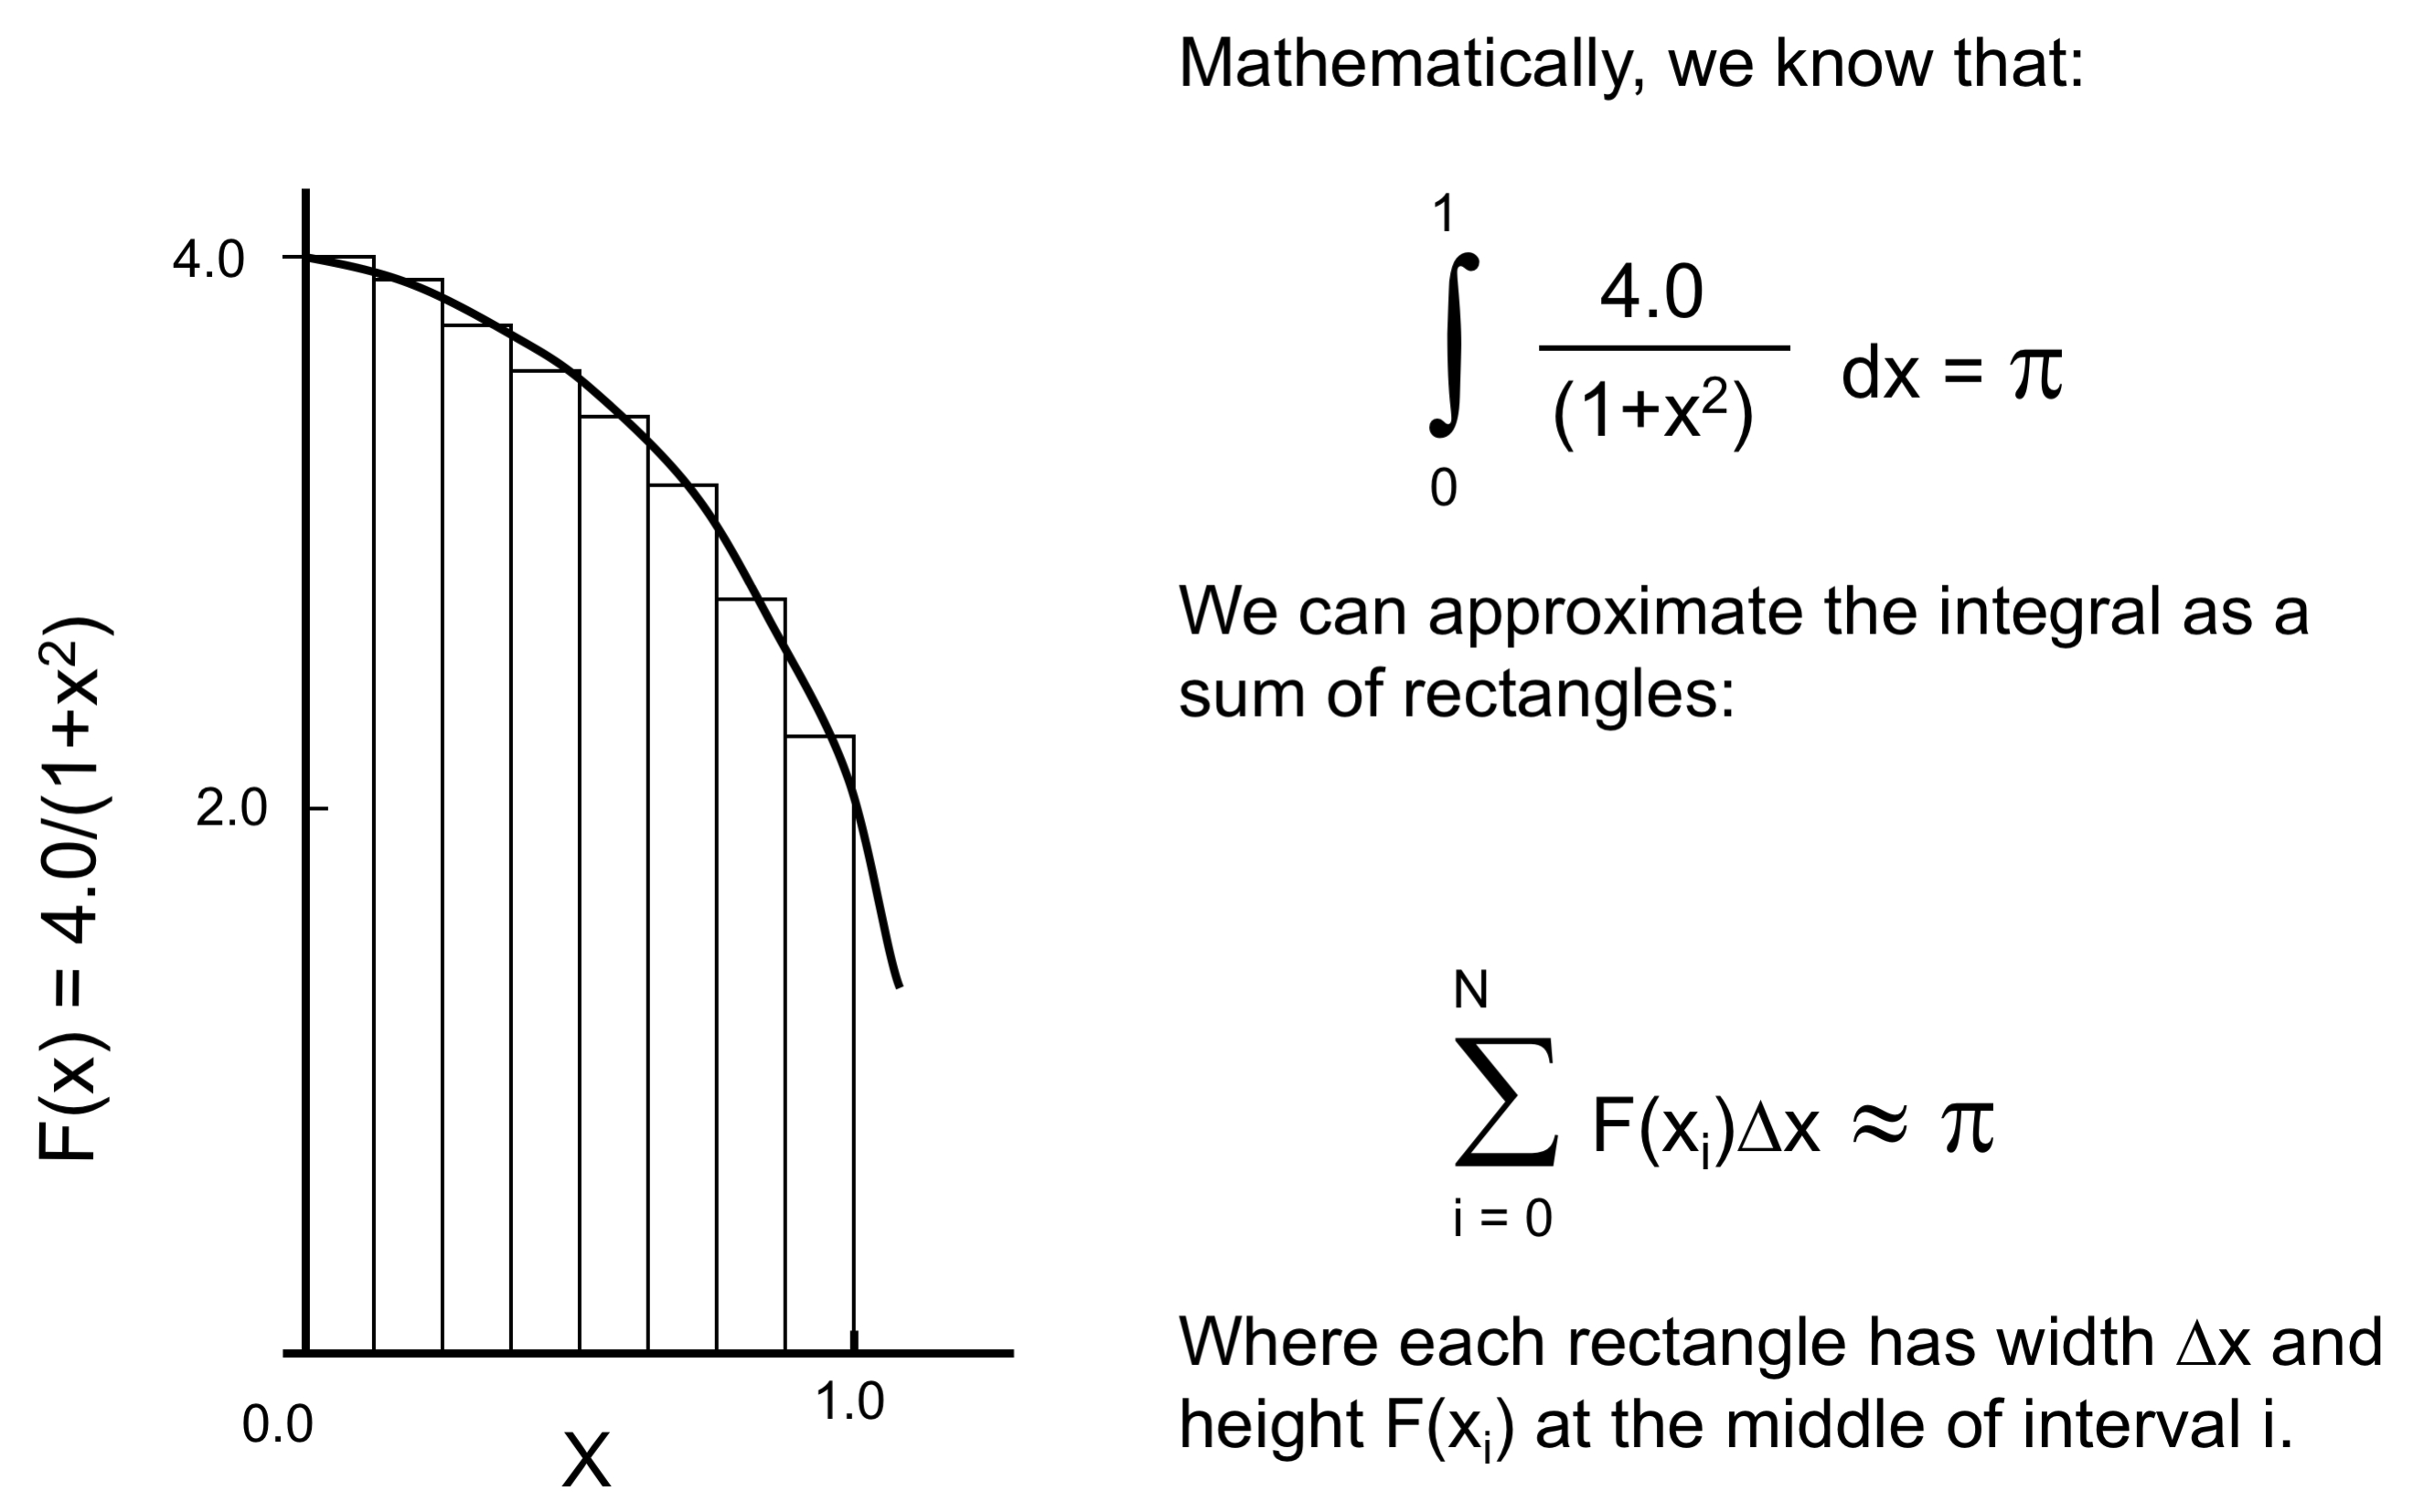 F(x) = 4.0/(1+x²)
4.0
2.0
0.0
1.0
X
Mathematically, we know that:
1
∫ 4.0
(1+x²) dx = π
0
We can approximate the integral as a
sum of rectangles:
N
∑ F(xᵢ)Δx ≈ π
i = 0
Where each rectangle has width Δx and
height F(xᵢ) at the middle of interval i.